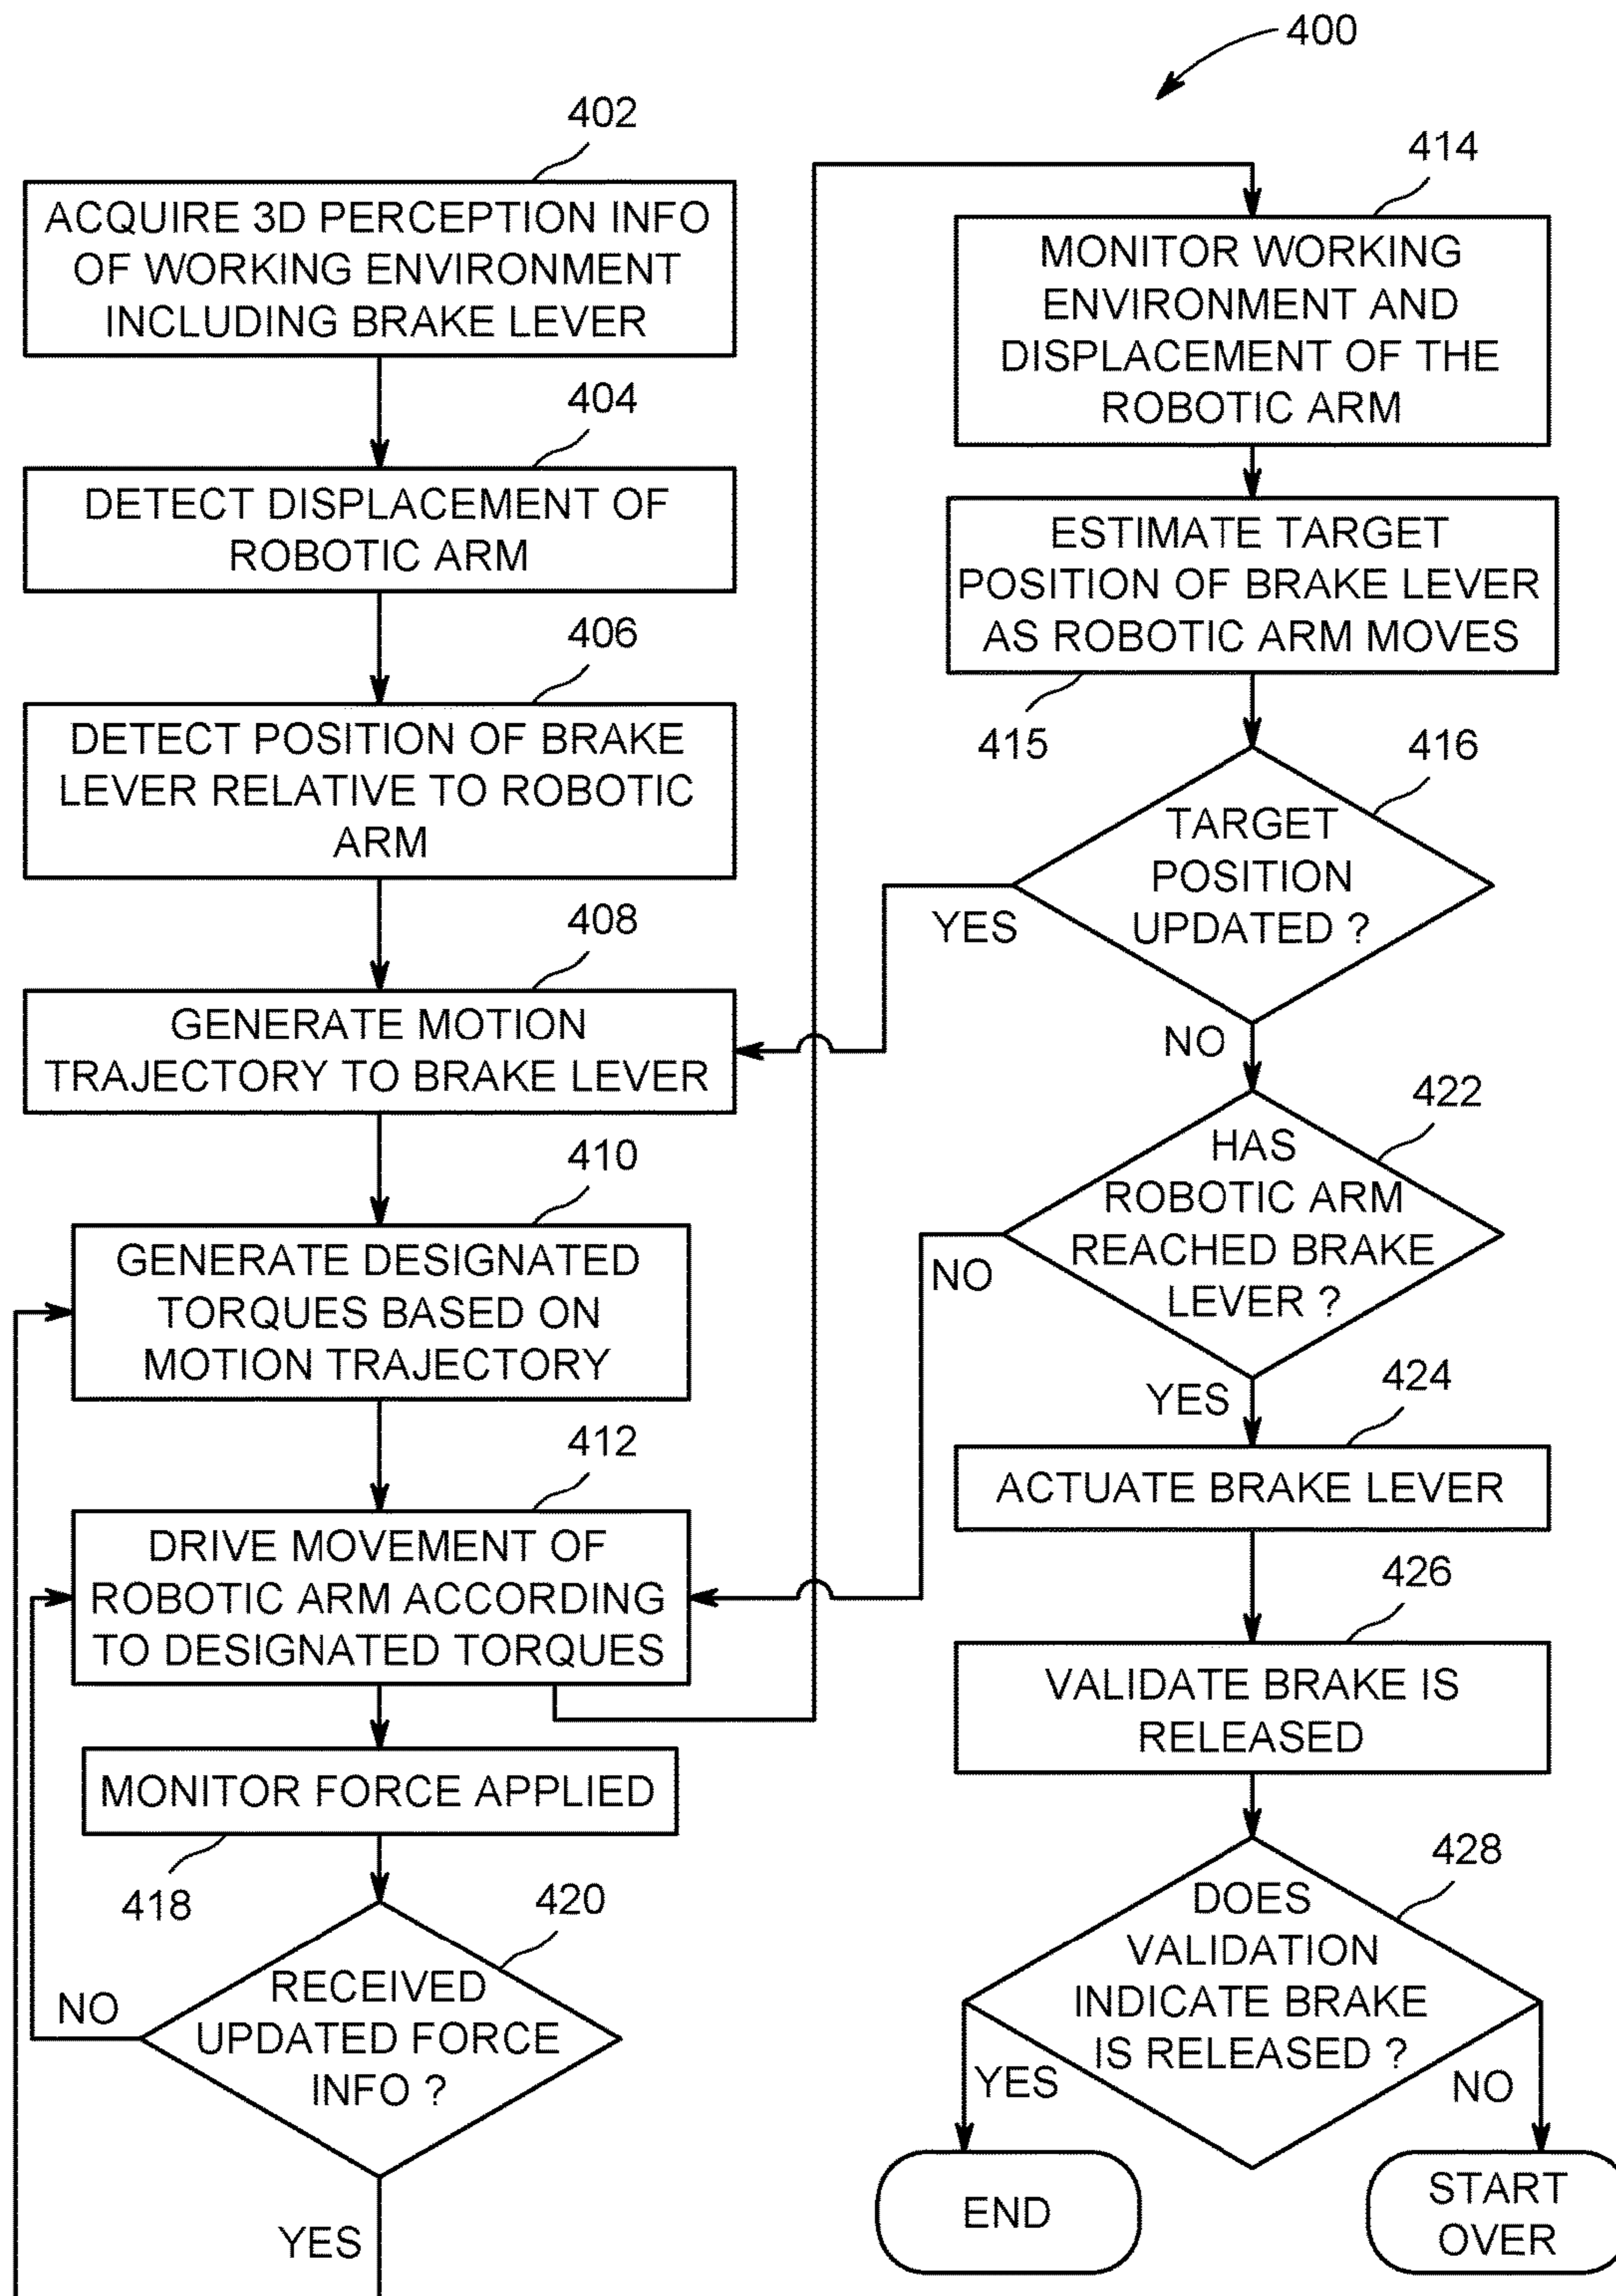 400
402
ACQUIRE 3D PERCEPTION INFO
OF WORKING ENVIRONMENT
INCLUDING BRAKE LEVER
404
DETECT DISPLACEMENT OF
ROBOTIC ARM
406
DETECT POSITION OF BRAKE
LEVER RELATIVE TO ROBOTIC
ARM
408
GENERATE MOTION
TRAJECTORY TO BRAKE LEVER
410
GENERATE DESIGNATED
TORQUES BASED ON
MOTION TRAJECTORY
412
DRIVE MOVEMENT OF
ROBOTIC ARM ACCORDING
TO DESIGNATED TORQUES
MONITOR FORCE APPLIED
418
420
RECEIVED
UPDATED FORCE
INFO ?
NO
YES
414
MONITOR WORKING
ENVIRONMENT AND
DISPLACEMENT OF THE
ROBOTIC ARM
ESTIMATE TARGET
POSITION OF BRAKE LEVER
AS ROBOTIC ARM MOVES
415
416
TARGET
POSITION
UPDATED ?
YES
NO
422
HAS
ROBOTIC ARM
REACHED BRAKE
LEVER ?
NO
YES
424
ACTUATE BRAKE LEVER
426
VALIDATE BRAKE IS
RELEASED
428
DOES
VALIDATION
INDICATE BRAKE
IS RELEASED ?
YES
NO
END
START
OVER